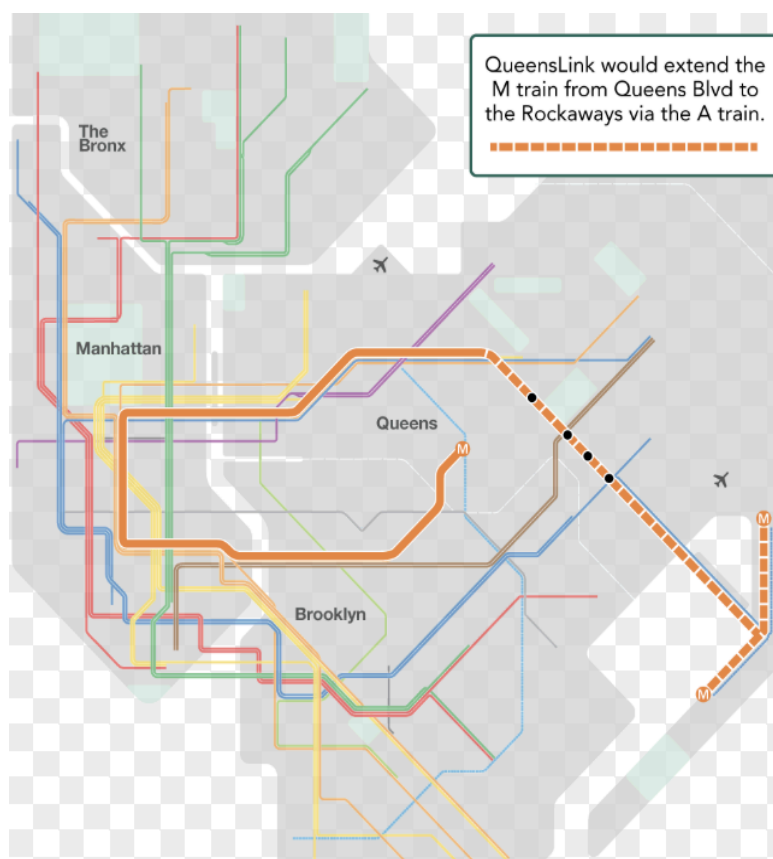 QueensLink would extend the
M train from Queens Blvd to
the Rockaways via the A train.
The
Bronx
Manhattan
Queens
M
M
Brooklyn
M